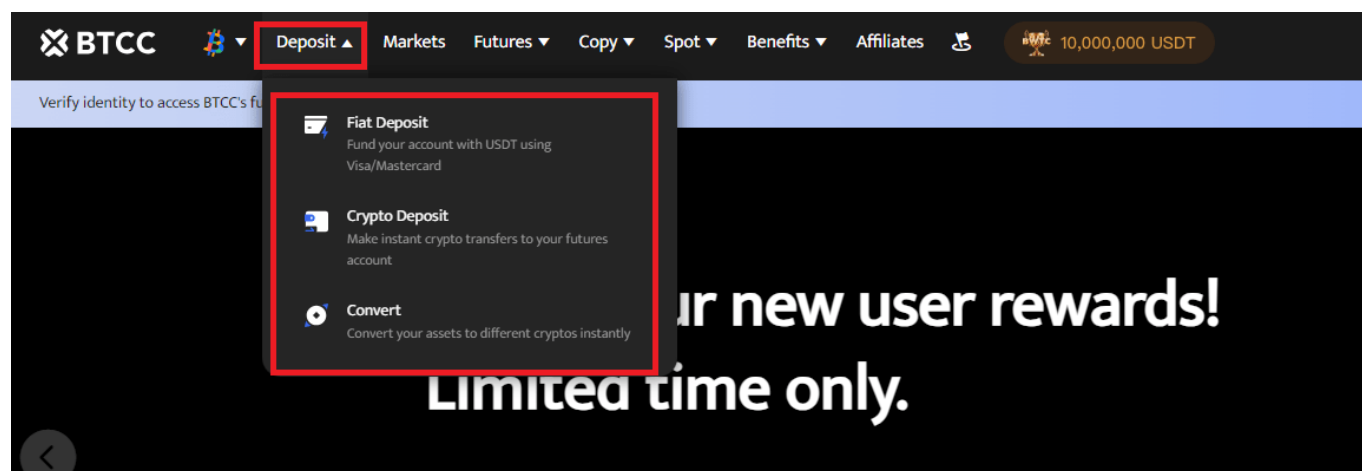 BTCC Deposit Markets Futures Copy Spot Benefits Affiliates 10,000,000 USDT
Verify identity to access BTCC's
Fiat Deposit
Fund your account with USDT using
Visa/Mastercard
Crypto Deposit
Make instant crypto transfers to your futures
account
Convert
Convert your assets to different cryptos instantly
new user rewards!
Limited time only.